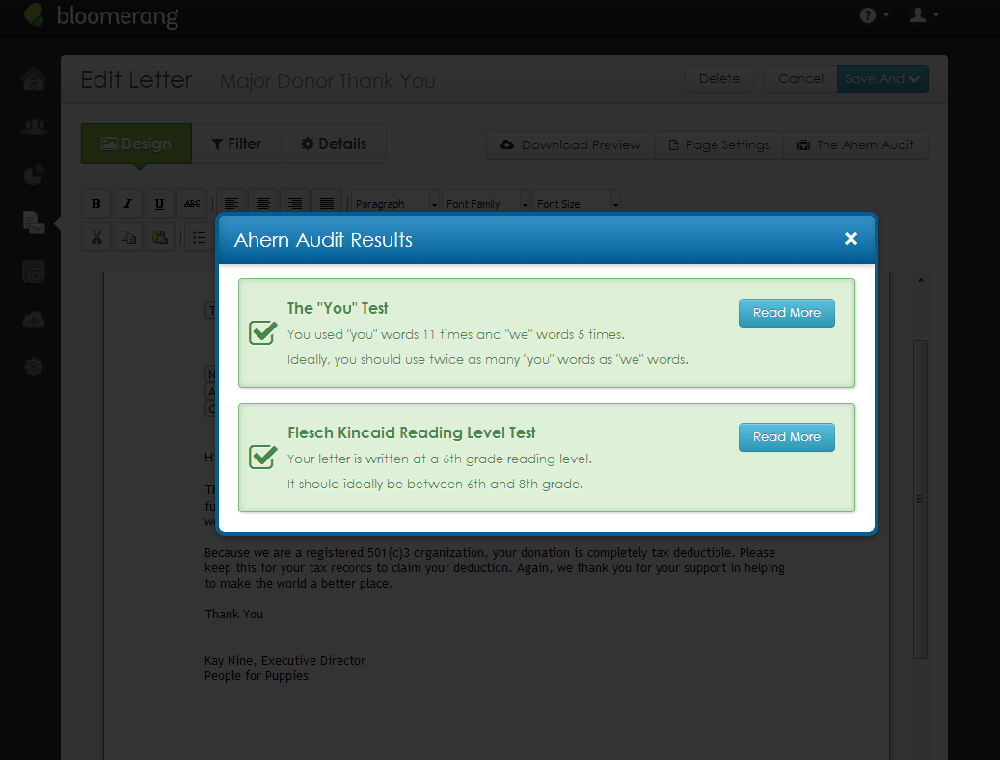 bloomerang
Edit Letter Major Donor Thank You
Delete Cancel Save And
Design Filter Details
Download Preview Page Settings The Ahern Audit
B I U ABC Paragraph Font Family Font Size
Ahern Audit Results
The "You" Test
Read More
You used "you" words 11 times and "we" words 5 times.
Ideally, you should use twice as many "you" words as "we" words.
Flesch Kincaid Reading Level Test
Read More
Your letter is written at a 6th grade reading level.
It should ideally be between 6th and 8th grade.
Because we are a registered 501(c)3 organization, your donation is completely tax deductible. Please
keep this for your tax records to claim your deduction. Again, we thank you for your support in helping
to make the world a better place.
Thank You
Kay Nine, Executive Director
People for Puppies